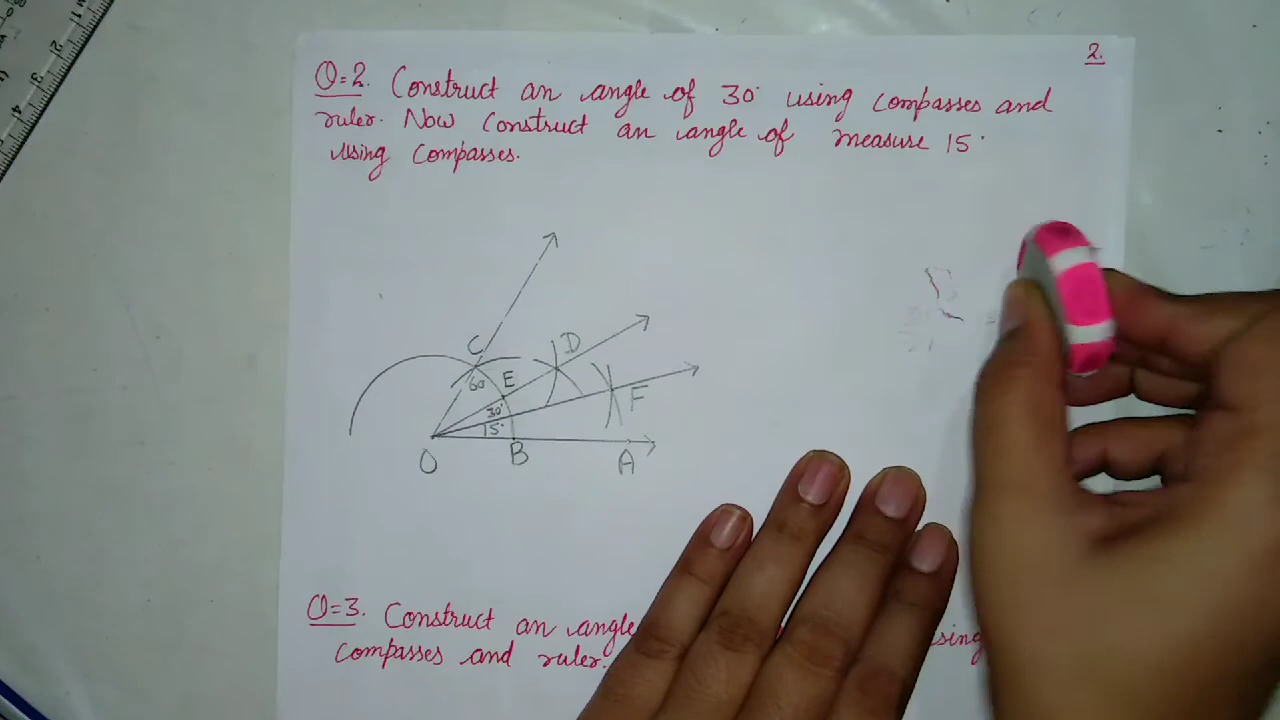 2.
Q=2. Construct an angle of 30° using compasses and
ruler. Now construct an angle of measure 15°
using compasses.
C
D
60°
E
30°
F
15°
O
B
A
Q=3. Construct an angle
compasses and ruler.